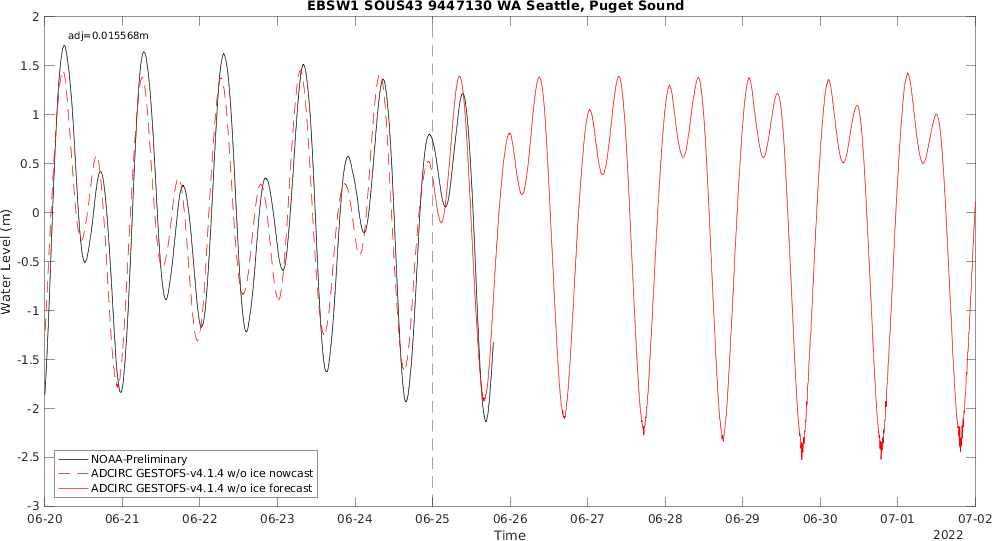 EBSW1 SOUS43 9447130 WA Seattle, Puget Sound
adj=0.015568m
2
1.5
1
0.5
0
-0.5
-1
-1.5
-2
-2.5
-3
Water Level (m)
NOAA-Preliminary
ADCIRC GESTOFS-v4.1.4 w/o ice nowcast
ADCIRC GESTOFS-v4.1.4 w/o ice forecast
06-20 06-21 06-22 06-23 06-24 06-25 06-26 06-27 06-28 06-29 06-30 07-01 07-02
Time
2022